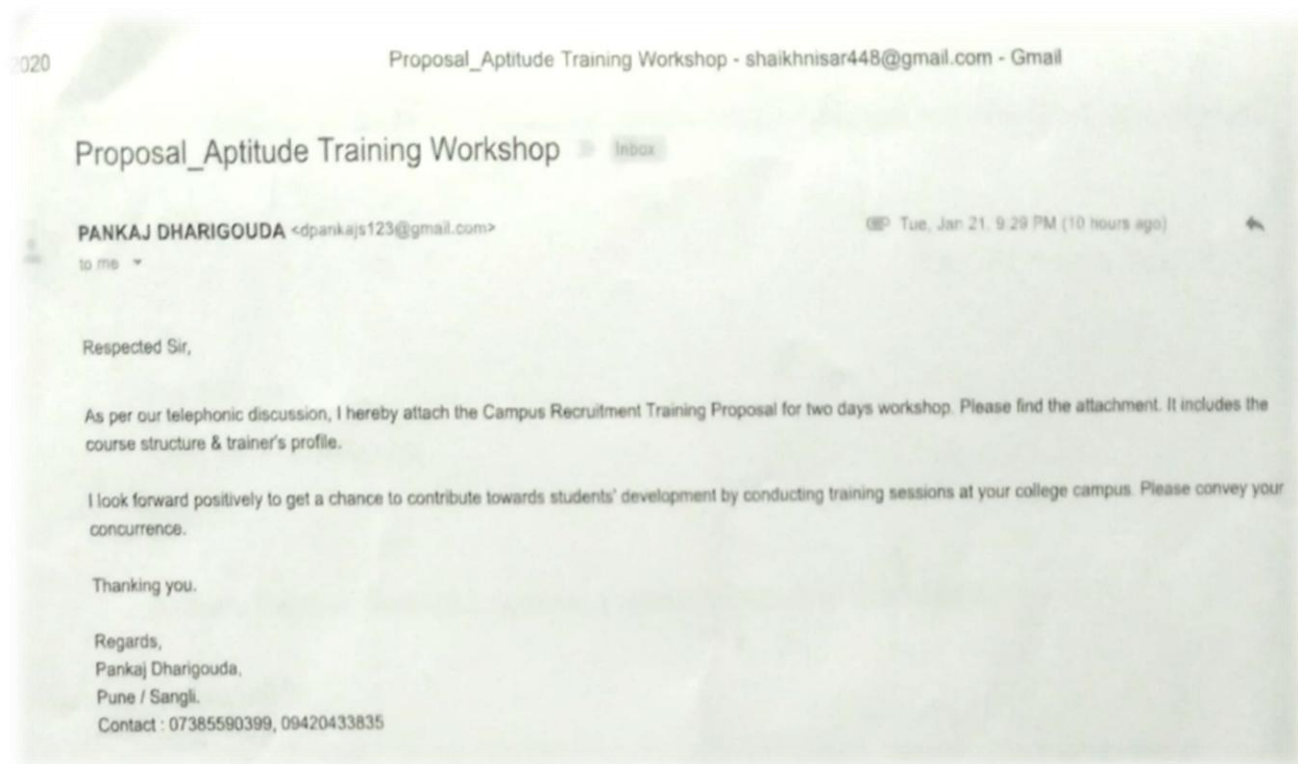 2020
Proposal_Aptitude Training Workshop - shaikhnisar448@gmail.com - Gmail
Proposal_Aptitude Training Workshop Inbox
PANKAJ DHARIGOUDA <dpankajs123@gmail.com> Tue, Jan 21, 9:29 PM (10 hours ago)
to me
Respected Sir,
As per our telephonic discussion, I hereby attach the Campus Recruitment Training Proposal for two days workshop. Please find the attachment. It includes the
course structure & trainer's profile.
I look forward positively to get a chance to contribute towards students' development by conducting training sessions at your college campus. Please convey your
concurrence.
Thanking you.
Regards,
Pankaj Dharigouda,
Pune / Sangli.
Contact : 07385590399, 09420433835